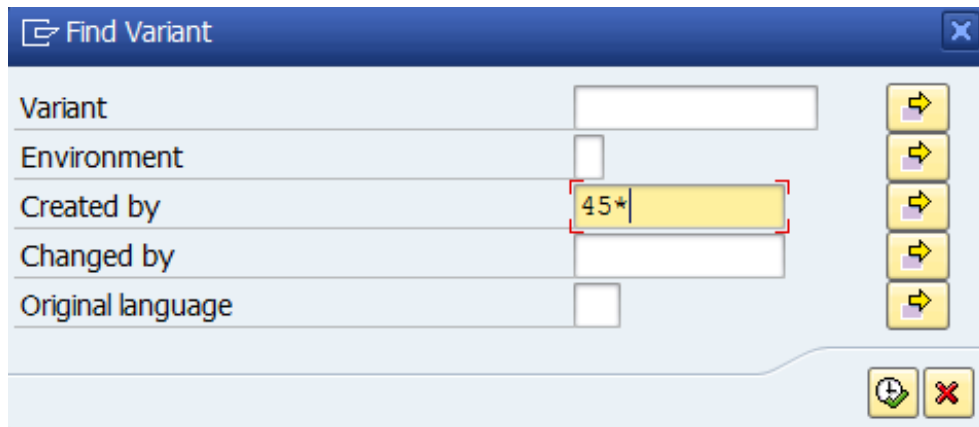 Find Variant
Variant
Environment
Created by 45*
Changed by
Original language